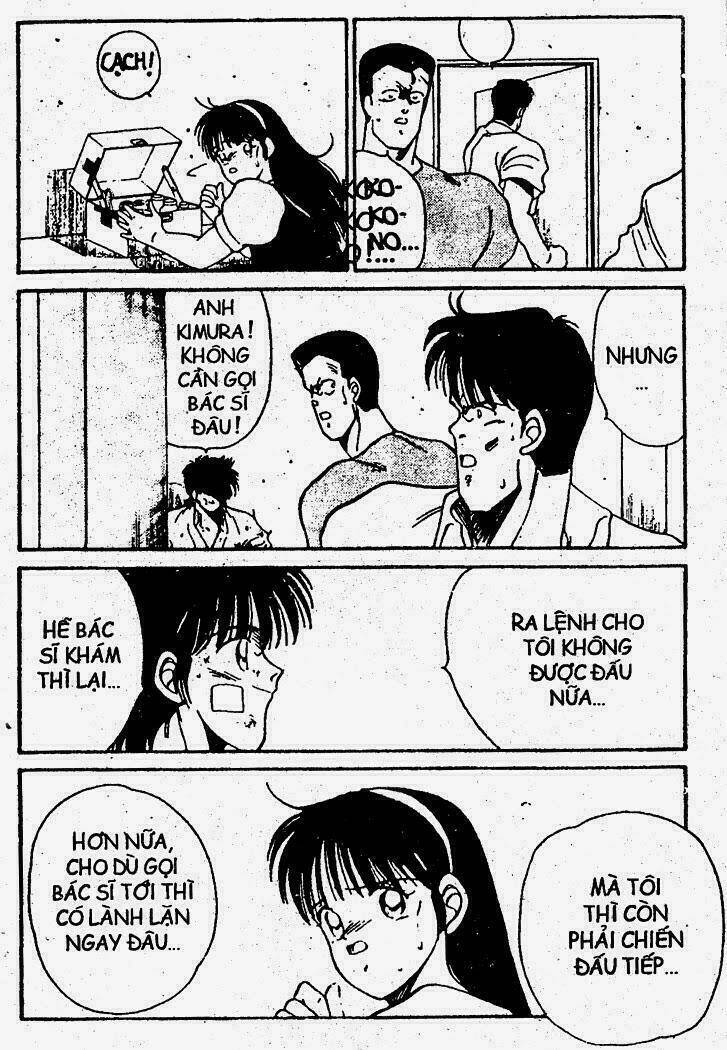 CẠCH!
KOKO-
KO-
NO...
!...
ANH
KIMURA!
KHÔNG
CẦN GỌI
BÁC SĨ
ĐÂU!
NHƯNG
...
HỄ BÁC
SĨ KHÁM
THÌ LẠI...
RA LỆNH CHO
TÔI KHÔNG
ĐƯỢC ĐẤU
NỮA...
HƠN NỮA,
CHO DÙ GỌI
BÁC SĨ TỚI THÌ
CÓ LÀNH LẶN
NGAY ĐÂU...
MÀ TÔI
THÌ CÒN
PHẢI CHIẾN
ĐẤU TIẾP...